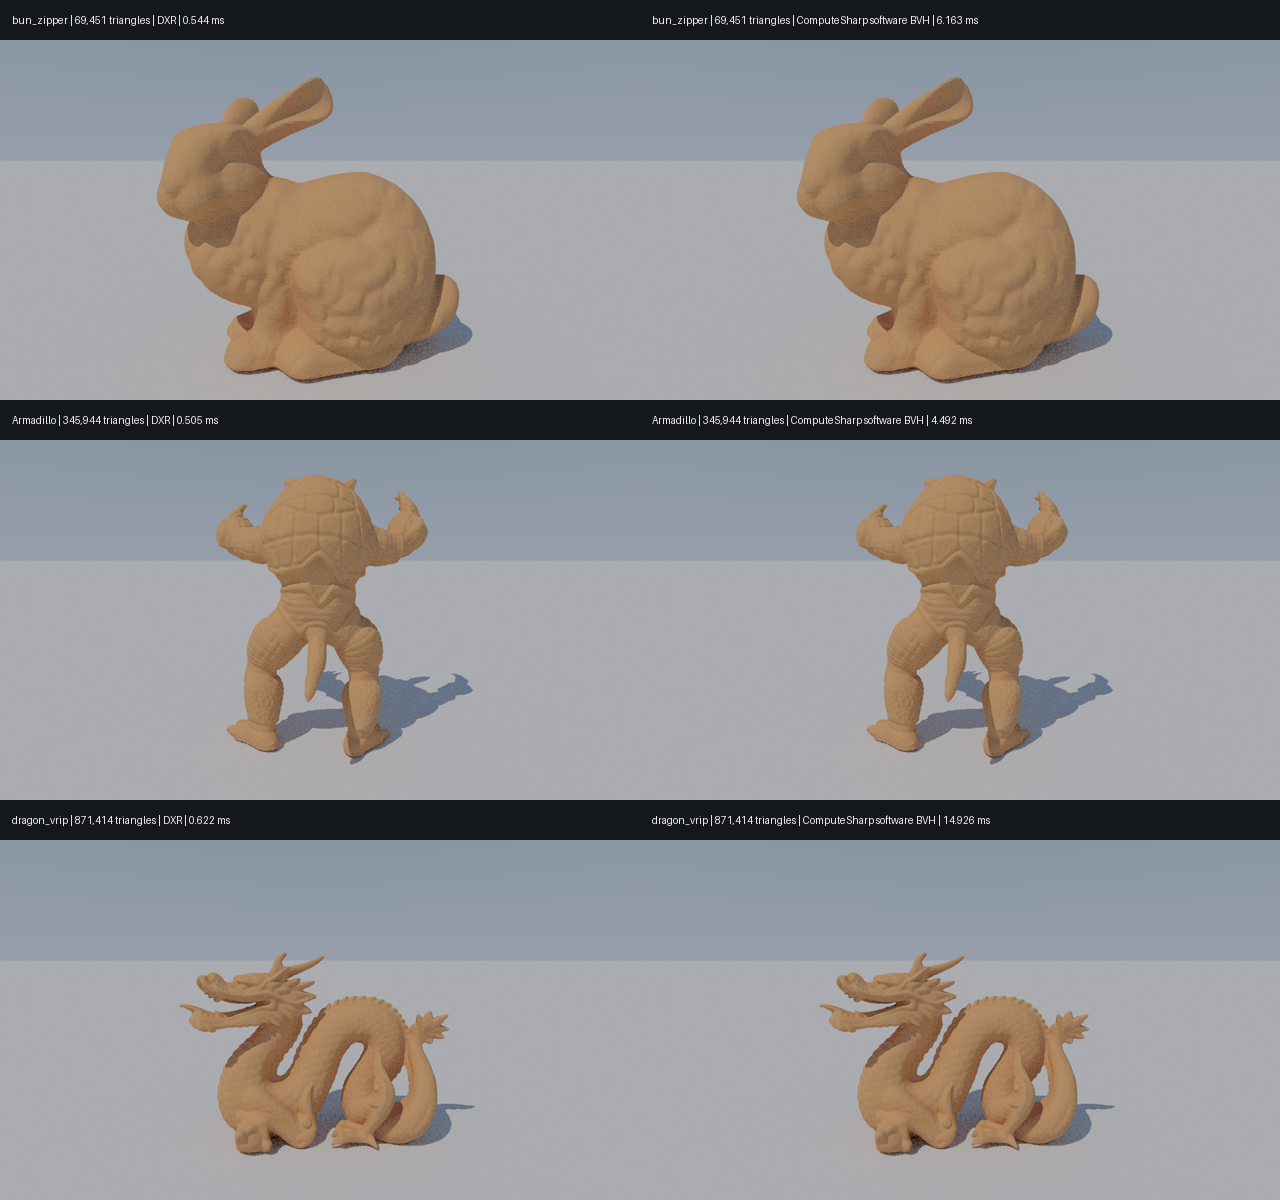 bun_zipper | 69,451 triangles | DXR | 0.544 ms
bun_zipper | 69,451 triangles | ComputeSharp software BVH | 6.163 ms
Armadillo | 345,944 triangles | DXR | 0.505 ms
Armadillo | 345,944 triangles | ComputeSharp software BVH | 4.492 ms
dragon_vrip | 871,414 triangles | DXR | 0.622 ms
dragon_vrip | 871,414 triangles | ComputeSharp software BVH | 14.926 ms